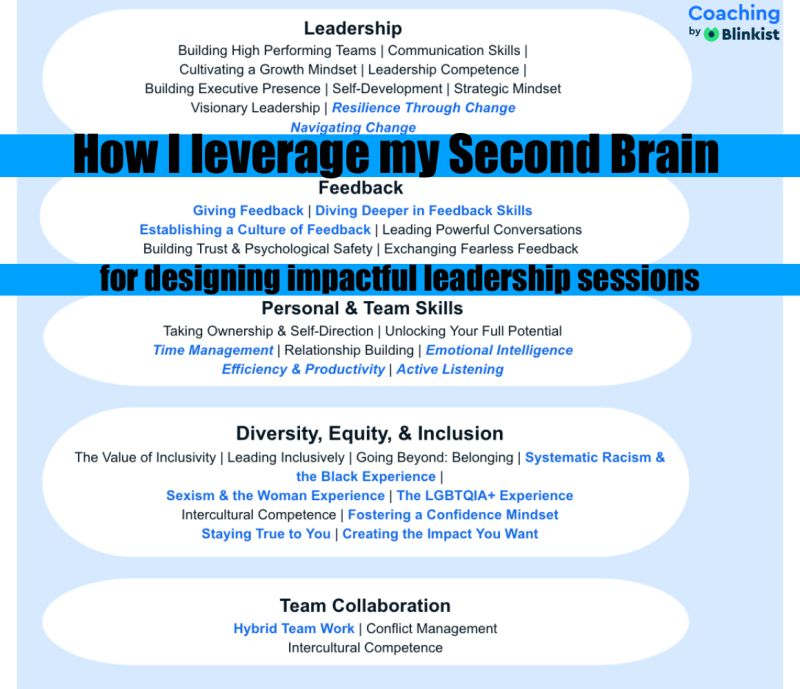 Coaching
by Blinkist
Leadership
Building High Performing Teams | Communication Skills |
Cultivating a Growth Mindset | Leadership Competence |
Building Executive Presence | Self-Development | Strategic Mindset
Visionary Leadership | Resilience Through Change
Navigating Change
How I leverage my Second Brain
Feedback
Giving Feedback | Diving Deeper in Feedback Skills
Establishing a Culture of Feedback | Leading Powerful Conversations
Building Trust & Psychological Safety | Exchanging Fearless Feedback
for designing impactful leadership sessions
Personal & Team Skills
Taking Ownership & Self-Direction | Unlocking Your Full Potential
Time Management | Relationship Building | Emotional Intelligence
Efficiency & Productivity | Active Listening
Diversity, Equity, & Inclusion
The Value of Inclusivity | Leading Inclusively | Going Beyond: Belonging | Systematic Racism &
the Black Experience |
Sexism & the Woman Experience | The LGBTQIA+ Experience
Intercultural Competence | Fostering a Confidence Mindset
Staying True to You | Creating the Impact You Want
Team Collaboration
Hybrid Team Work | Conflict Management
Intercultural Competence